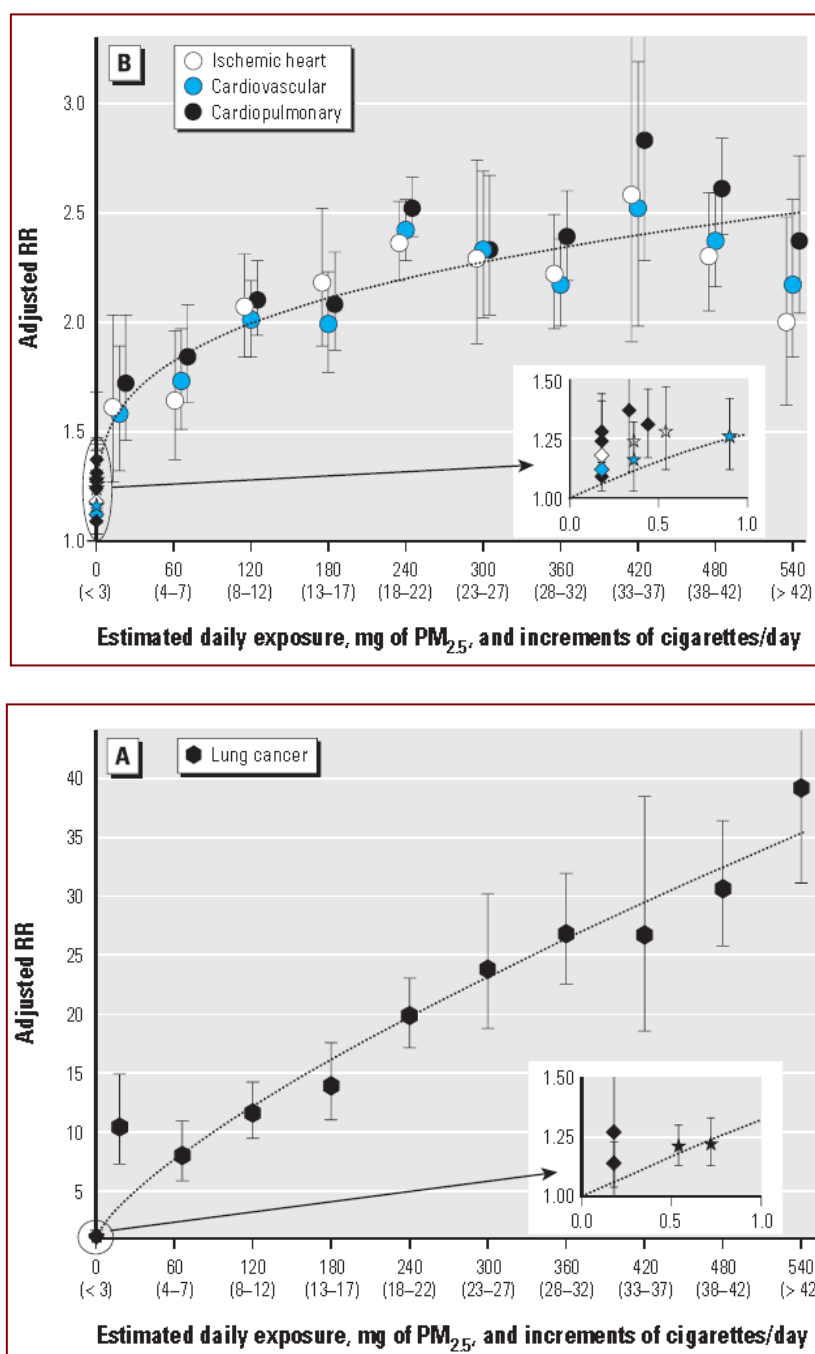 B
Ischemic heart
Cardiovascular
Cardiopulmonary
Adjusted RR
3.0
2.5
2.0
1.5
1.0
1.50
1.25
1.00
0.0 0.5 1.0
0 60 120 180 240 300 360 420 480 540
(< 3) (4–7) (8–12) (13–17) (18–22) (23–27) (28–32) (33–37) (38–42) (> 42)
Estimated daily exposure, mg of PM2.5, and increments of cigarettes/day
A
Lung cancer
Adjusted RR
40
35
30
25
20
15
10
5
1.50
1.25
1.00
0.0 0.5 1.0
0 60 120 180 240 300 360 420 480 540
(< 3) (4–7) (8–12) (13–17) (18–22) (23–27) (28–32) (33–37) (38–42) (> 42
Estimated daily exposure, mg of PM2.5, and increments of cigarettes/day